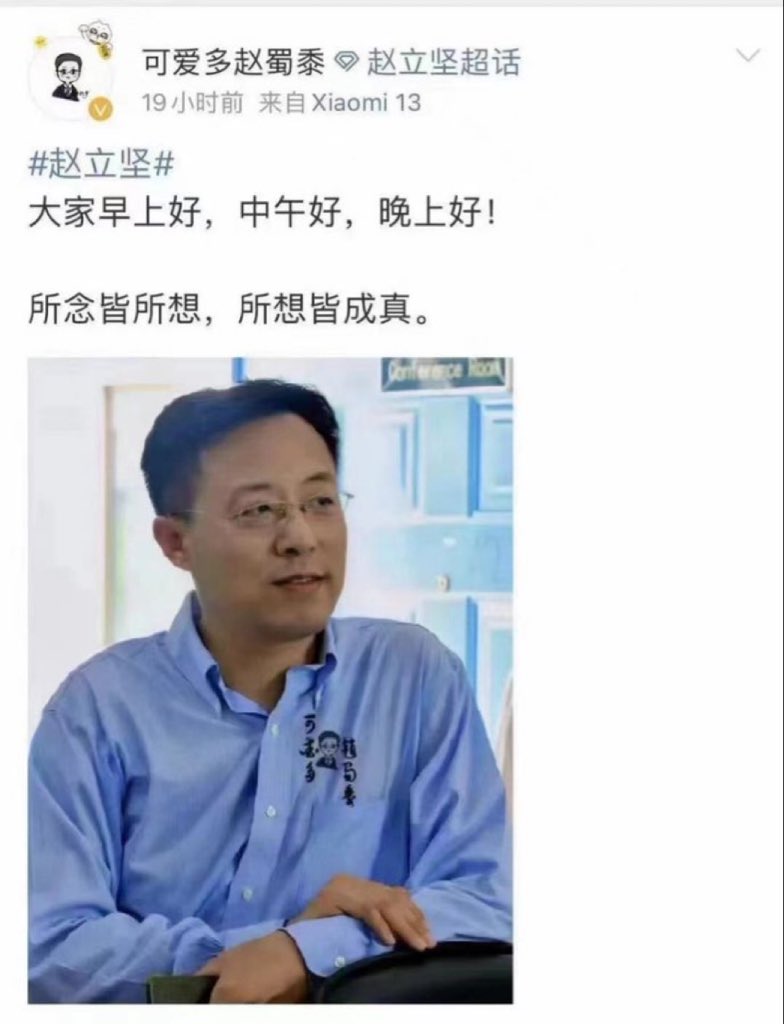 可爱多赵蜀黍 赵立坚超话
19小时前 来自Xiaomi 13
#赵立坚#
大家早上好，中午好，晚上好！
所念皆所想，所想皆成真。
Conference Room
可爱多
赵蜀黍